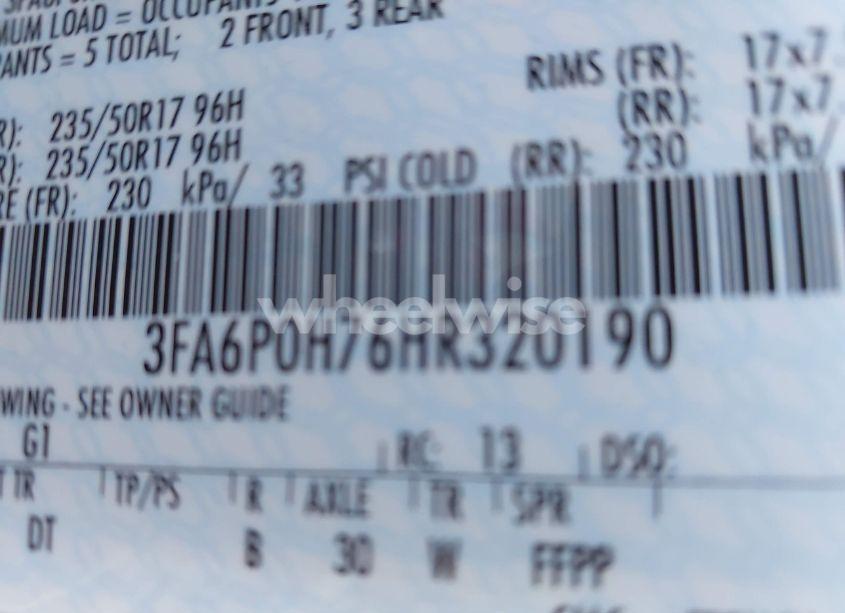 MUM LOAD = OCCUPANTS
ANTS = 5 TOTAL; 2 FRONT, 3 REAR
RIMS (FR): 17x7.
(RR): 17x7
R): 235/50R17 96H
R): 235/50R17 96H
RE (FR): 230 kPa/ 33 PSI COLD (RR): 230 kPa/
wheelwise
3FA6P0H76HR320190
WING - SEE OWNER GUIDE
G1 RC: 13 DSO:
T TR TP/PS R AXLE TR SPR
DT B 30 W FFPP